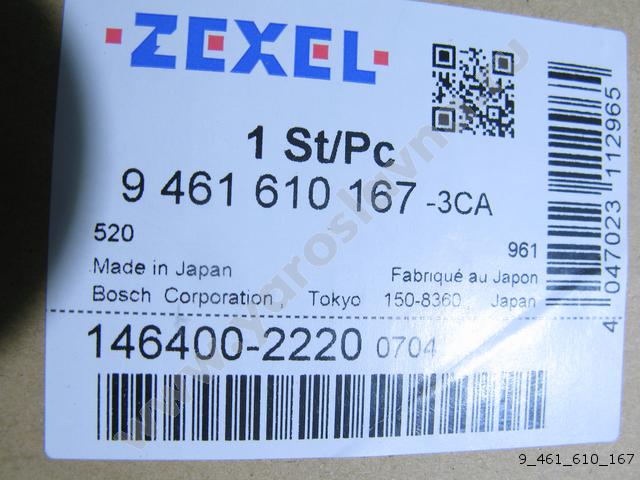 ZEXEL
1 St/Pc
9 461 610 167 -3CA
520
961
Made in Japan
Fabriqué au Japon
Bosch Corporation Tokyo 150-8360 Japan
146400-2220 0704
4 047023 112965
9_461_610_167